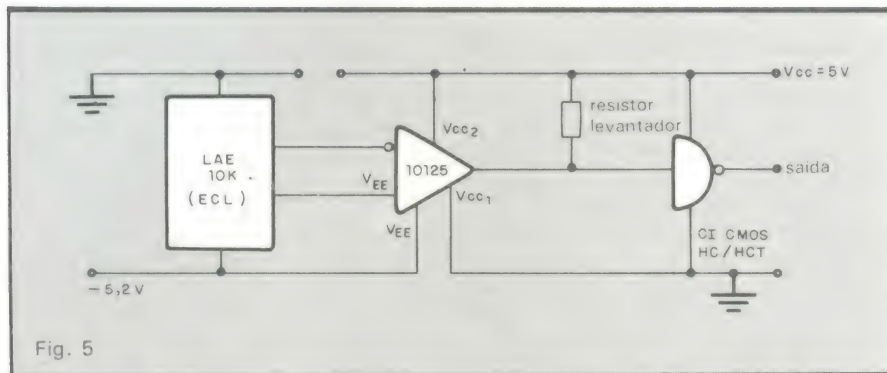 Vcc = 5 V
resistor
levantador
Vcc2
LAE
10K.
(ECL)
10125
saída
VEE
Vcc1
VEE
CI CMOS
HC/HCT
— 5,2 V
Fig. 5